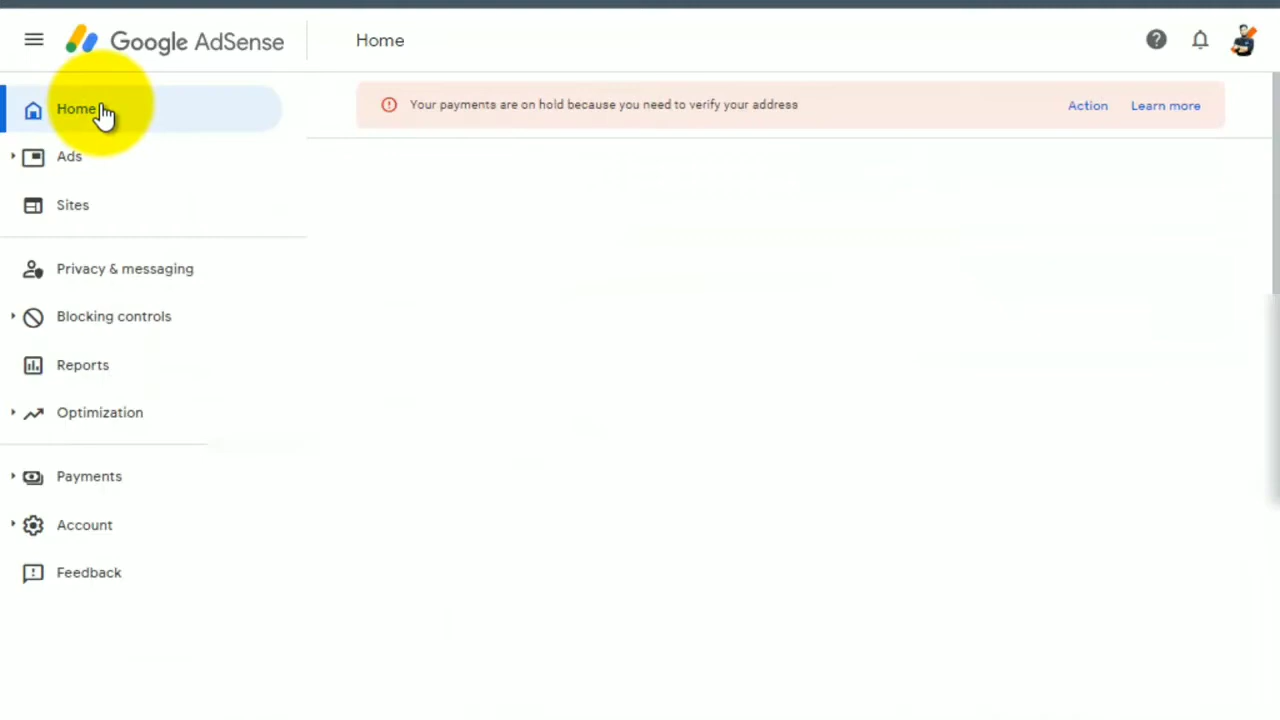 Google AdSense
Home
Your payments are on hold because you need to verify your address
Action
Learn more
Home
Ads
Sites
Privacy & messaging
Blocking controls
Reports
Optimization
Payments
Account
Feedback